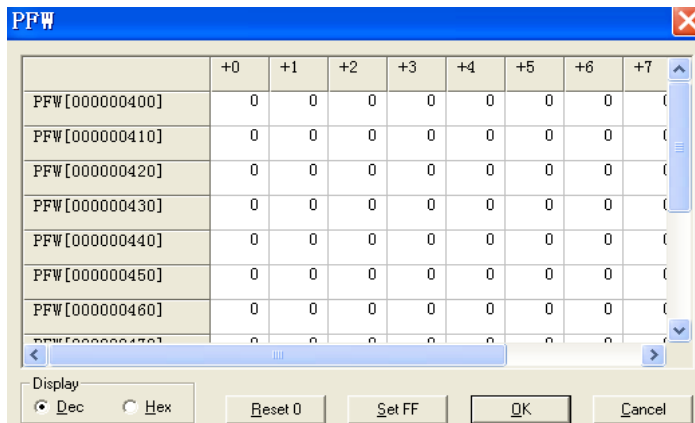 PFW
+0 +1 +2 +3 +4 +5 +6 +7
PFW[000000400] 0 0 0 0 0 0 0
PFW[000000410] 0 0 0 0 0 0 0
PFW[000000420] 0 0 0 0 0 0 0
PFW[000000430] 0 0 0 0 0 0 0
PFW[000000440] 0 0 0 0 0 0 0
PFW[000000450] 0 0 0 0 0 0 0
PFW[000000460] 0 0 0 0 0 0 0
Display
Dec Hex Reset 0 Set FF OK Cancel